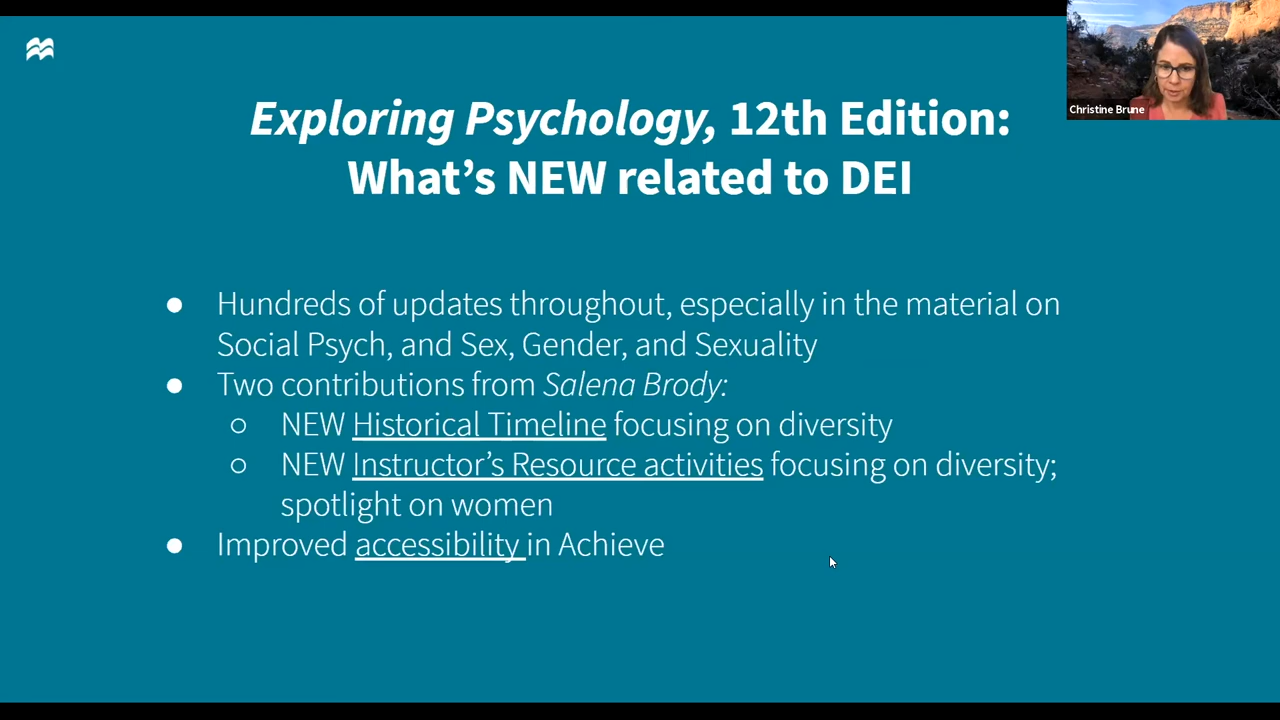 Exploring Psychology, 12th Edition:
What's NEW related to DEI
Christine Brune
● Hundreds of updates throughout, especially in the material on
Social Psych, and Sex, Gender, and Sexuality
● Two contributions from Salena Brody:
○ NEW Historical Timeline focusing on diversity
○ NEW Instructor's Resource activities focusing on diversity;
spotlight on women
● Improved accessibility in Achieve